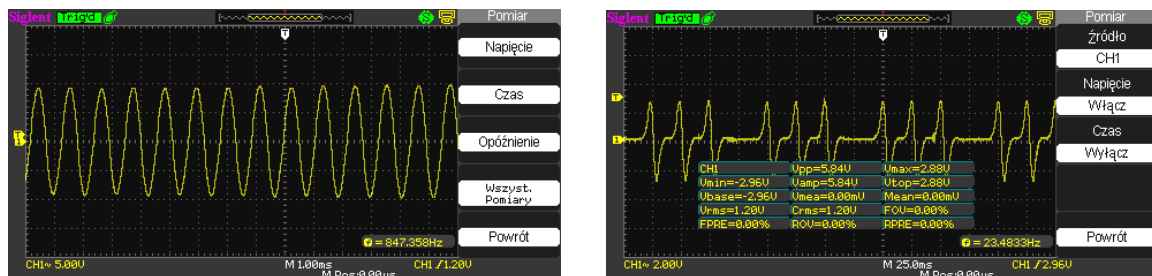 Siglent Trig'd Pomiar
T
Napięcie
Czas
T
1
Opóźnienie
Wszyst.
Pomiary
Powrót
f = 847.358Hz
CH1~ 5.00V M 1.00ms CH1 /1.20V
M Pos:0.00µs
Siglent Trig'd Pomiar
T
Źródło
CH1
Napięcie
T
Włącz
Czas
1
Wyłącz
CH1 Vpp=5.84V Vmax=2.88V
Vmin=-2.96V Vamp=5.84V Vtop=2.88V
Vbase=-2.96V Vmea=0.00mV Mean=0.00mV
Vrms=1.20V Crms=1.20V FOV=0.00%
FPRE=0.00% ROV=0.00% RPRE=0.00%
Powrót
f = 23.4833Hz
CH1~ 2.00V M 25.0ms CH1 /2.96V
M Pos:0.00µs